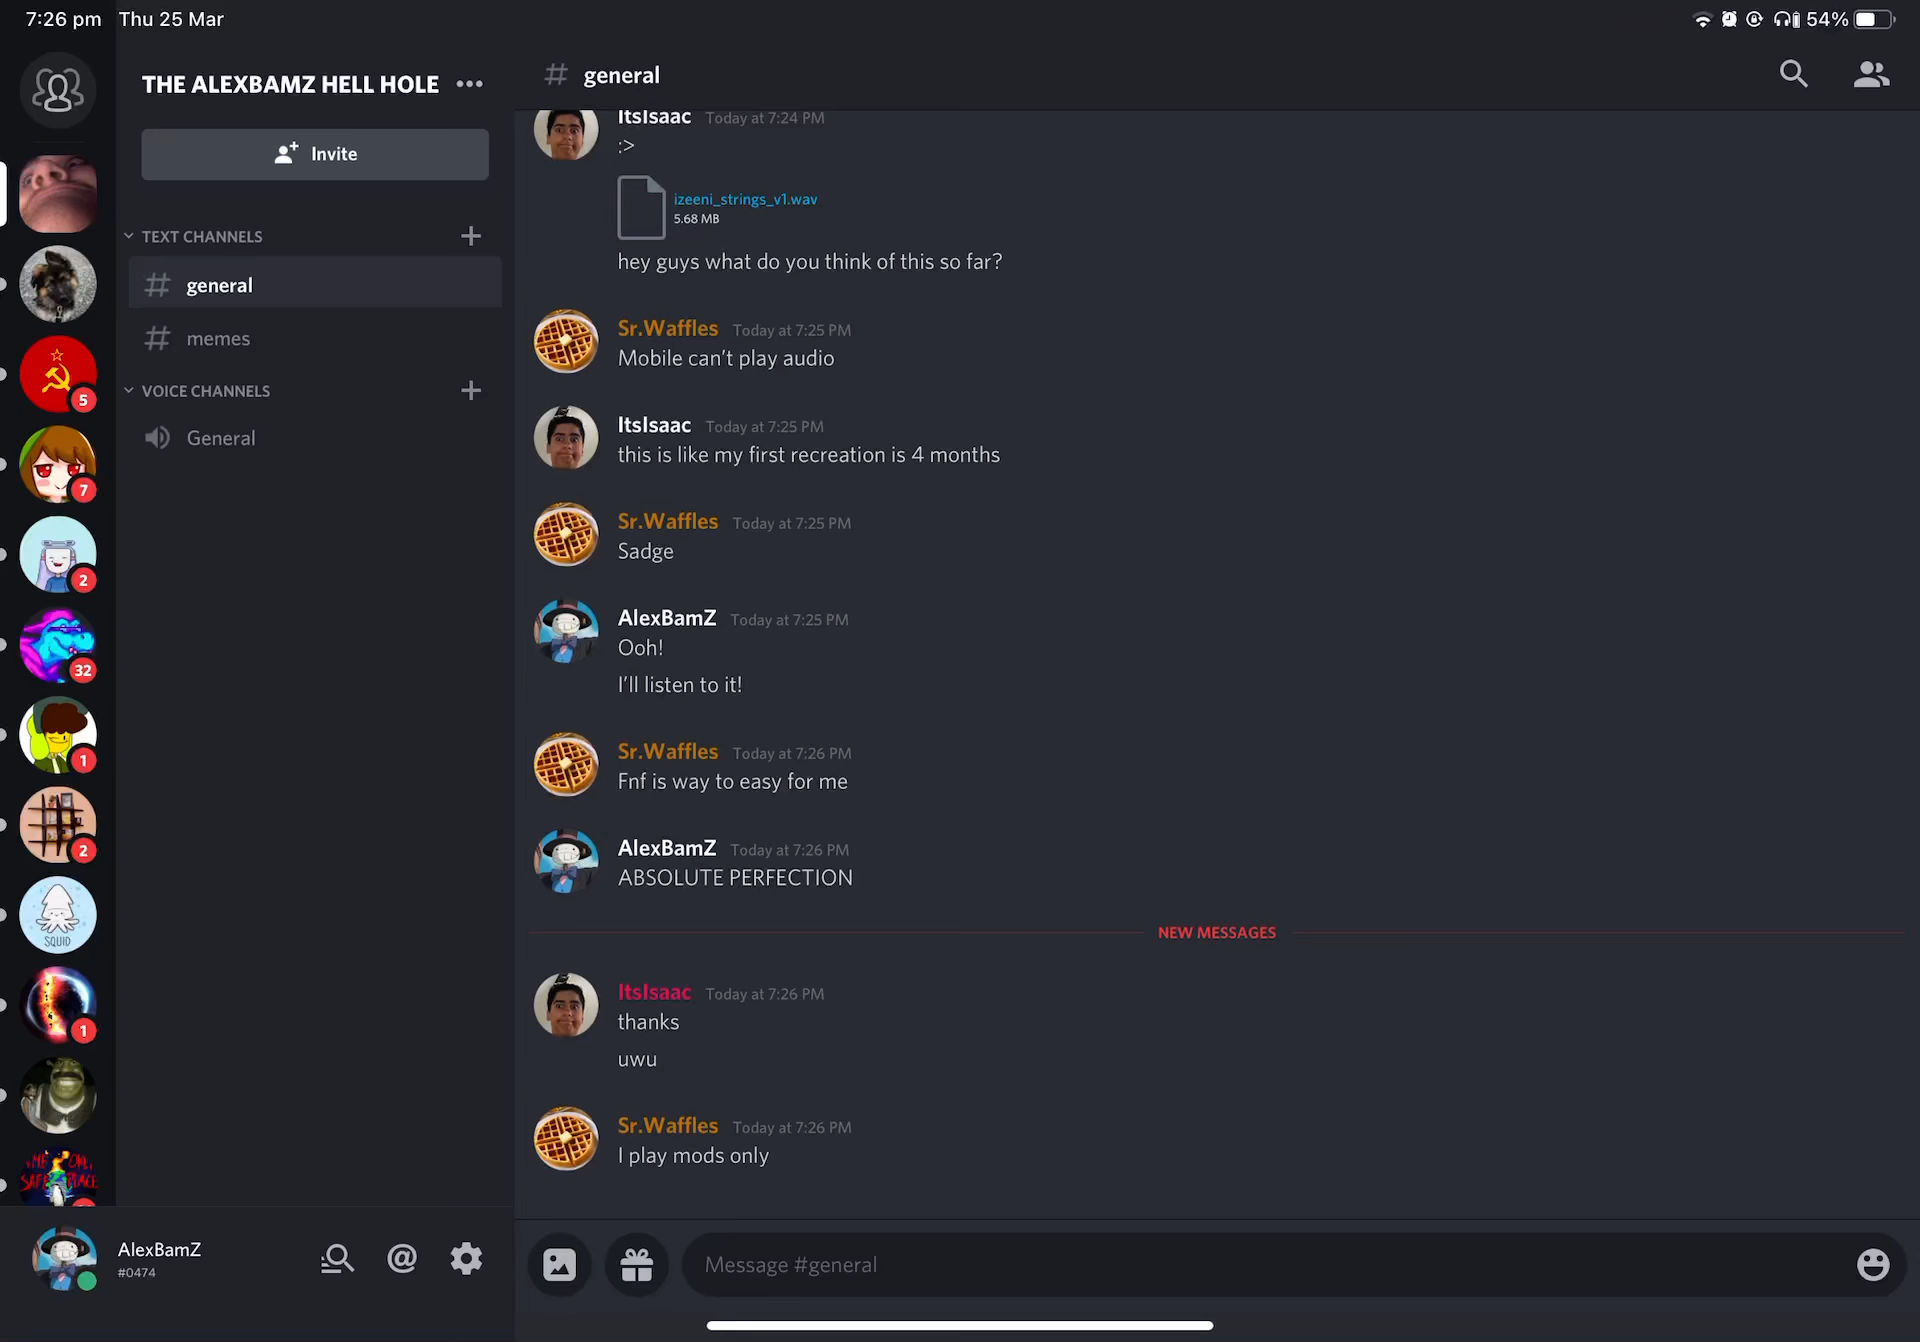 7:26 pm Thu 25 Mar
54%
THE ALEXBAMZ HELL HOLE
Invite
TEXT CHANNELS
general
memes
VOICE CHANNELS
General
5
7
2
32
1
2
SQUID
1
AlexBamZ
#0474
general
ItsIsaac Today at 7:24 PM
:>
izeeni_strings_v1.wav
5.68 MB
hey guys what do you think of this so far?
Sr.Waffles Today at 7:25 PM
Mobile can't play audio
ItsIsaac Today at 7:25 PM
this is like my first recreation is 4 months
Sr.Waffles Today at 7:25 PM
Sadge
AlexBamZ Today at 7:25 PM
Ooh!
I'll listen to it!
Sr.Waffles Today at 7:26 PM
Fnf is way to easy for me
AlexBamZ Today at 7:26 PM
ABSOLUTE PERFECTION
NEW MESSAGES
ItsIsaac Today at 7:26 PM
thanks
uwu
Sr.Waffles Today at 7:26 PM
I play mods only
Message #general